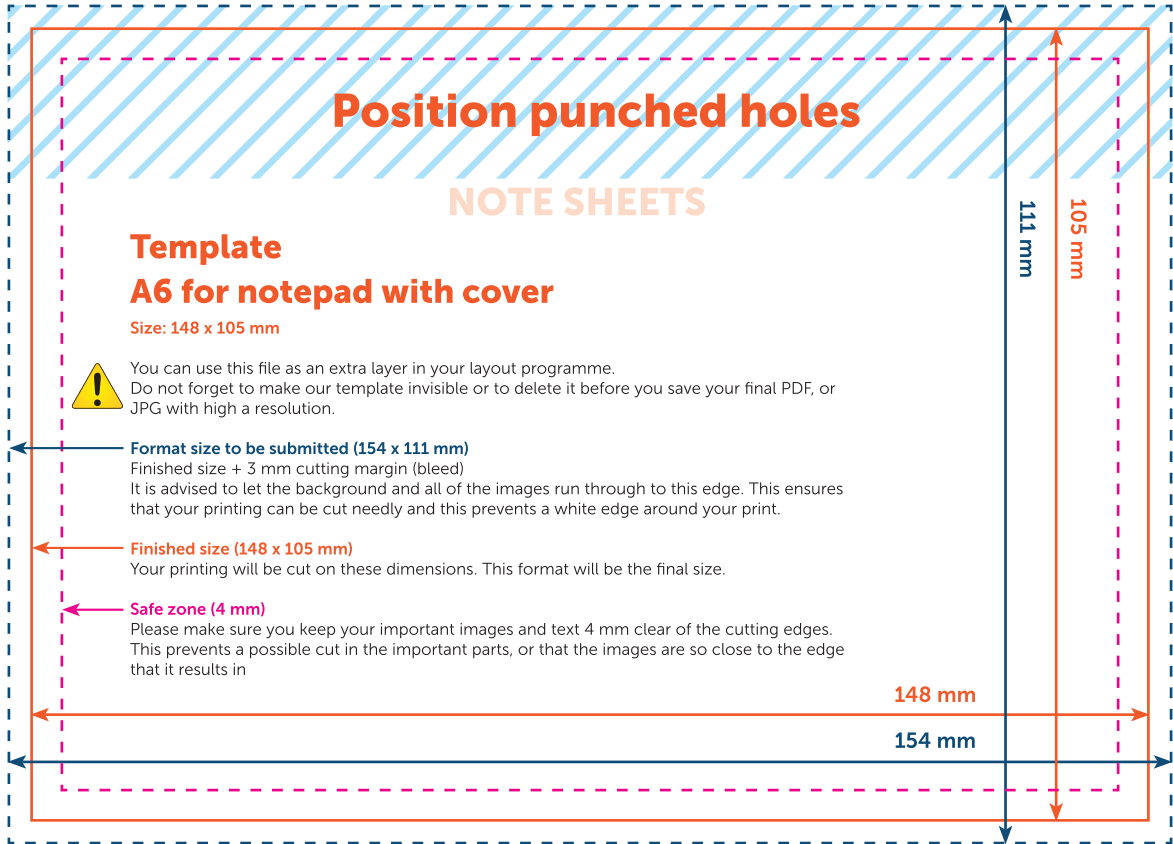 Position punched holes
NOTE SHEETS
Template
A6 for notepad with cover
Size: 148 x 105 mm
111 mm
105 mm
You can use this file as an extra layer in your layout programme.
Do not forget to make our template invisible or to delete it before you save your final PDF, or
JPG with high a resolution.
Format size to be submitted (154 x 111 mm)
Finished size + 3 mm cutting margin (bleed)
It is advised to let the background and all of the images run through to this edge. This ensures
that your printing can be cut needly and this prevents a white edge around your print.
Finished size (148 x 105 mm)
Your printing will be cut on these dimensions. This format will be the final size.
Safe zone (4 mm)
Please make sure you keep your important images and text 4 mm clear of the cutting edges.
This prevents a possible cut in the important parts, or that the images are so close to the edge
that it results in
148 mm
154 mm